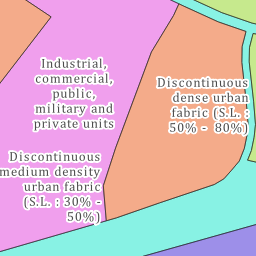 Industrial,
commercial,
public,
military and
private units
Discontinuous
dense urban
fabric (S.L. :
50% -  80%)
Discontinuous
medium density
urban fabric
(S.L. : 30% -
50%)